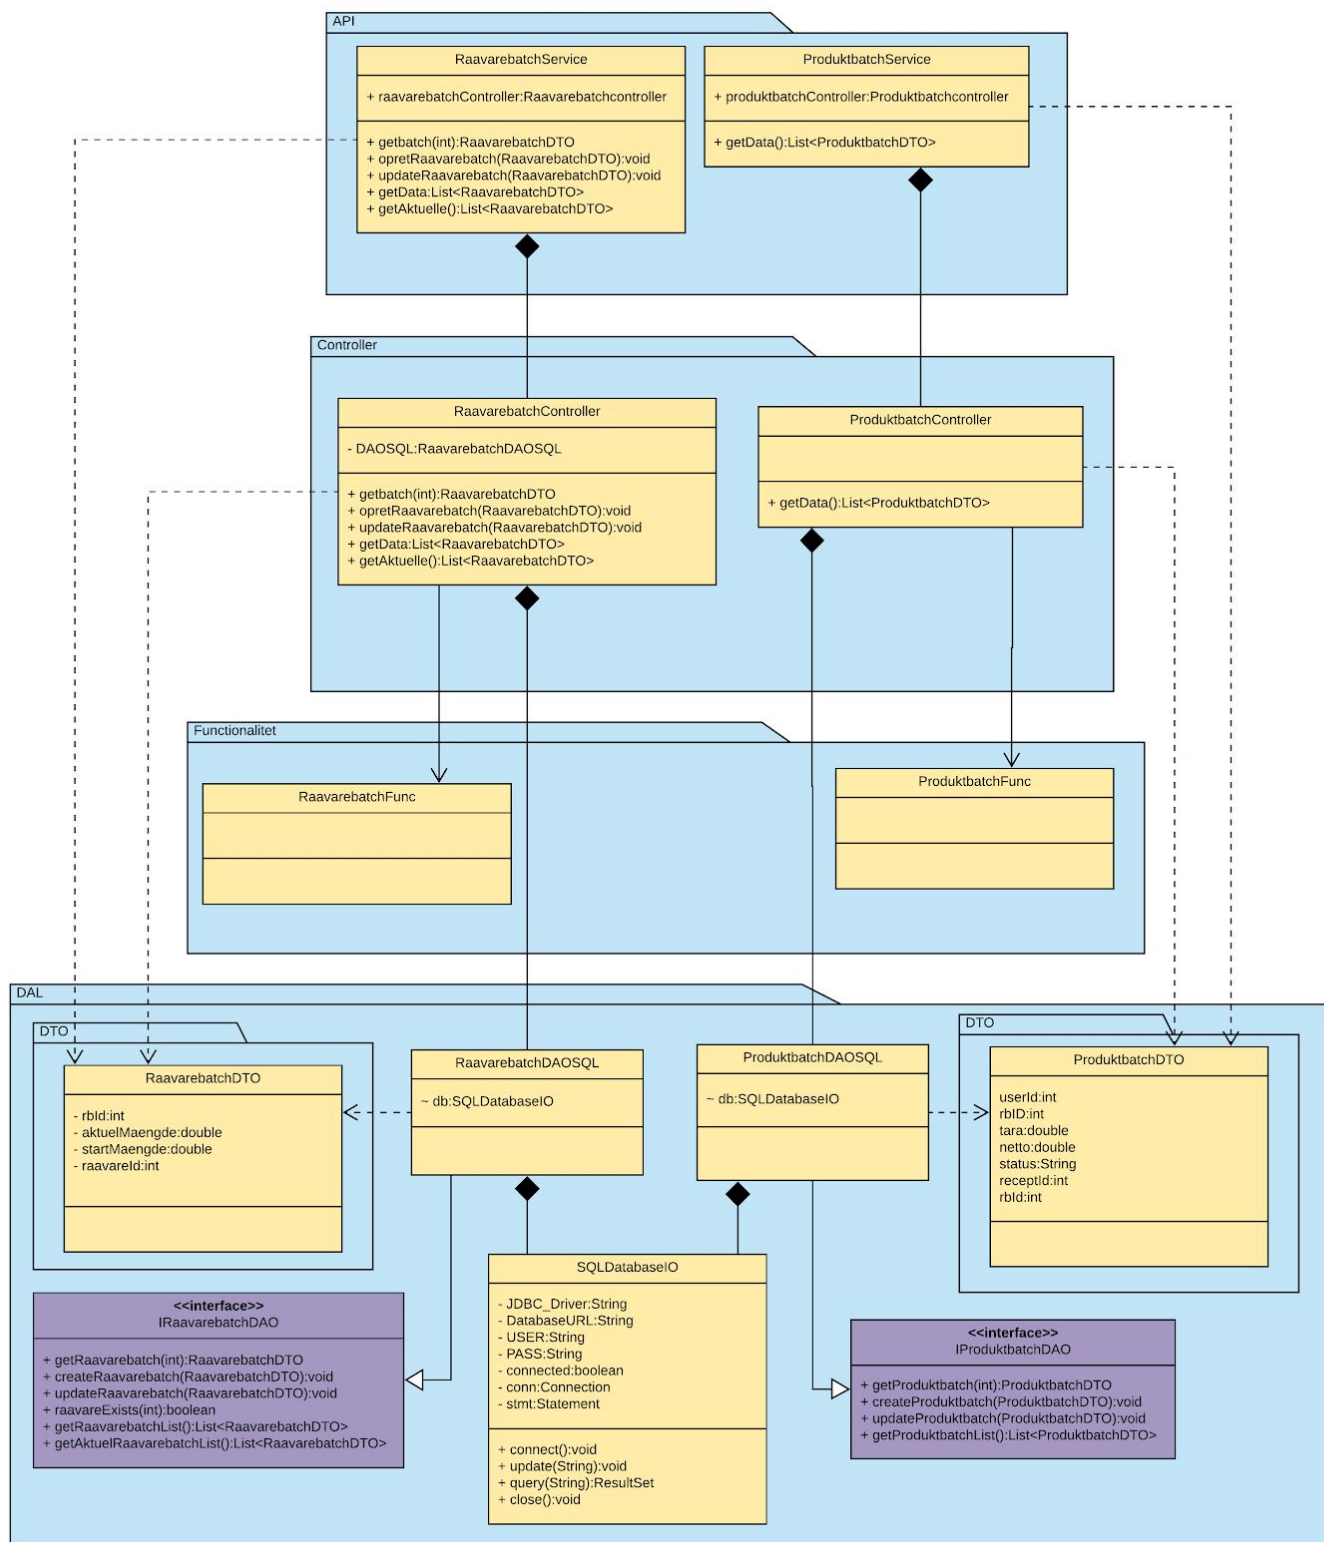 API
RaavarebatchService
+ raavarebatchController:Raavarebatchcontroller
+ getbatch(int):RaavarebatchDTO
+ opretRaavarebatch(RaavarebatchDTO):void
+ updateRaavarebatch(RaavarebatchDTO):void
+ getData:List<RaavarebatchDTO>
+ getAktuelle():List<RaavarebatchDTO>
ProduktbatchService
+ produktbatchController:Produktbatchcontroller
+ getData():List<ProduktbatchDTO>
Controller
RaavarebatchController
- DAOSQL:RaavarebatchDAOSQL
+ getbatch(int):RaavarebatchDTO
+ opretRaavarebatch(RaavarebatchDTO):void
+ updateRaavarebatch(RaavarebatchDTO):void
+ getData:List<RaavarebatchDTO>
+ getAktuelle():List<RaavarebatchDTO>
ProduktbatchController
+ getData():List<ProduktbatchDTO>
Functionalitet
RaavarebatchFunc
ProduktbatchFunc
DAL
DTO
RaavarebatchDTO
- rbId:int
- aktuelMaengde:double
- startMaengde:double
- raavareId:int
RaavarebatchDAOSQL
~ db:SQLDatabaseIO
ProduktbatchDAOSQL
~ db:SQLDatabaseIO
DTO
ProduktbatchDTO
userId:int
rbID:int
tara:double
netto:double
status:String
receptId:int
rbId:int
<<interface>>
IRaavarebatchDAO
+ getRaavarebatch(int):RaavarebatchDTO
+ createRaavarebatch(RaavarebatchDTO):void
+ updateRaavarebatch(RaavarebatchDTO):void
+ raavareExists(int):boolean
+ getRaavarebatchList():List<RaavarebatchDTO>
+ getAktuelRaavarebatchList():List<RaavarebatchDTO>
SQLDatabaseIO
- JDBC_Driver:String
- DatabaseURL:String
- USER:String
- PASS:String
- connected:boolean
- conn:Connection
- stmt:Statement
+ connect():void
+ update(String):void
+ query(String):ResultSet
+ close():void
<<interface>>
IProduktbatchDAO
+ getProduktbatch(int):ProduktbatchDTO
+ createProduktbatch(ProduktbatchDTO):void
+ updateProduktbatch(ProduktbatchDTO):void
+ getProduktbatchList():List<ProduktbatchDTO>